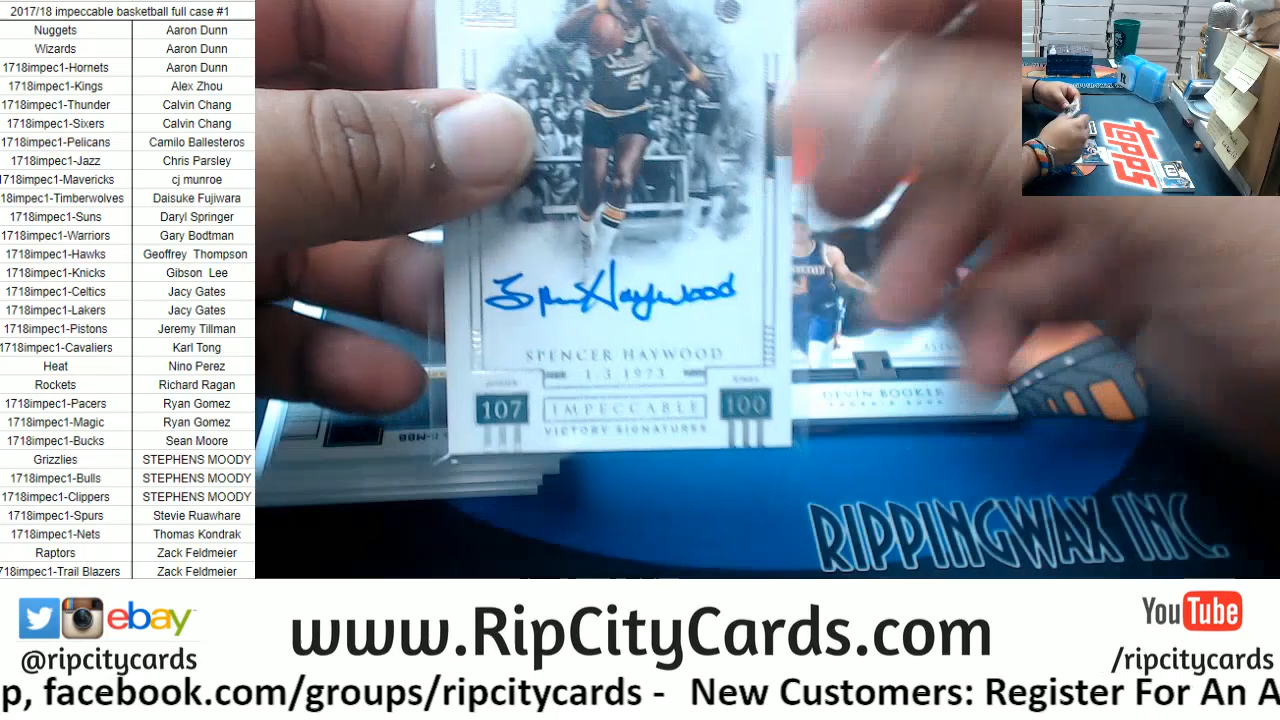 2017/18 impeccable basketball full case #1
Nuggets Aaron Dunn
Wizards Aaron Dunn
1718impec1-Hornets Aaron Dunn
1718impec1-Kings Alex Zhou
1718impec1-Thunder Calvin Chang
1718impec1-Sixers Calvin Chang
1718impec1-Pelicans Camilo Ballesteros
1718impec1-Jazz Chris Parsley
1718impec1-Mavericks cj munroe
18impec1-Timberwolves Daisuke Fujiwara
1718impec1-Suns Daryl Springer
1718impec1-Warriors Gary Bodtman
1718impec1-Hawks Geoffrey Thompson
1718impec1-Knicks Gibson Lee
1718impec1-Celtics Jacy Gates
1718impec1-Lakers Jacy Gates
1718impec1-Pistons Jeremy Tillman
1718impec1-Cavaliers Karl Tong
Heat Nino Perez
Rockets Richard Ragan
1718impec1-Pacers Ryan Gomez
1718impec1-Magic Ryan Gomez
1718impec1-Bucks Sean Moore
Grizzlies STEPHENS MOODY
1718impec1-Bulls STEPHENS MOODY
1718impec1-Clippers STEPHENS MOODY
1718impec1-Spurs Stevie Ruawhare
1718impec1-Nets Thomas Kondrak
Raptors Zack Feldmeier
718impec1-Trail Blazers Zack Feldmeier
24
Spencer Haywood
SPENCER HAYWOOD
1.3.1973
107 IMPECCABLE 100
VICTORY SIGNATURES
DEVIN BOOKER
RIPPINGWAX INC.
topps
ebay
@ripcitycards
www.RipCityCards.com
YouTube
/ripcitycards
p, facebook.com/groups/ripcitycards - New Customers: Register For An A